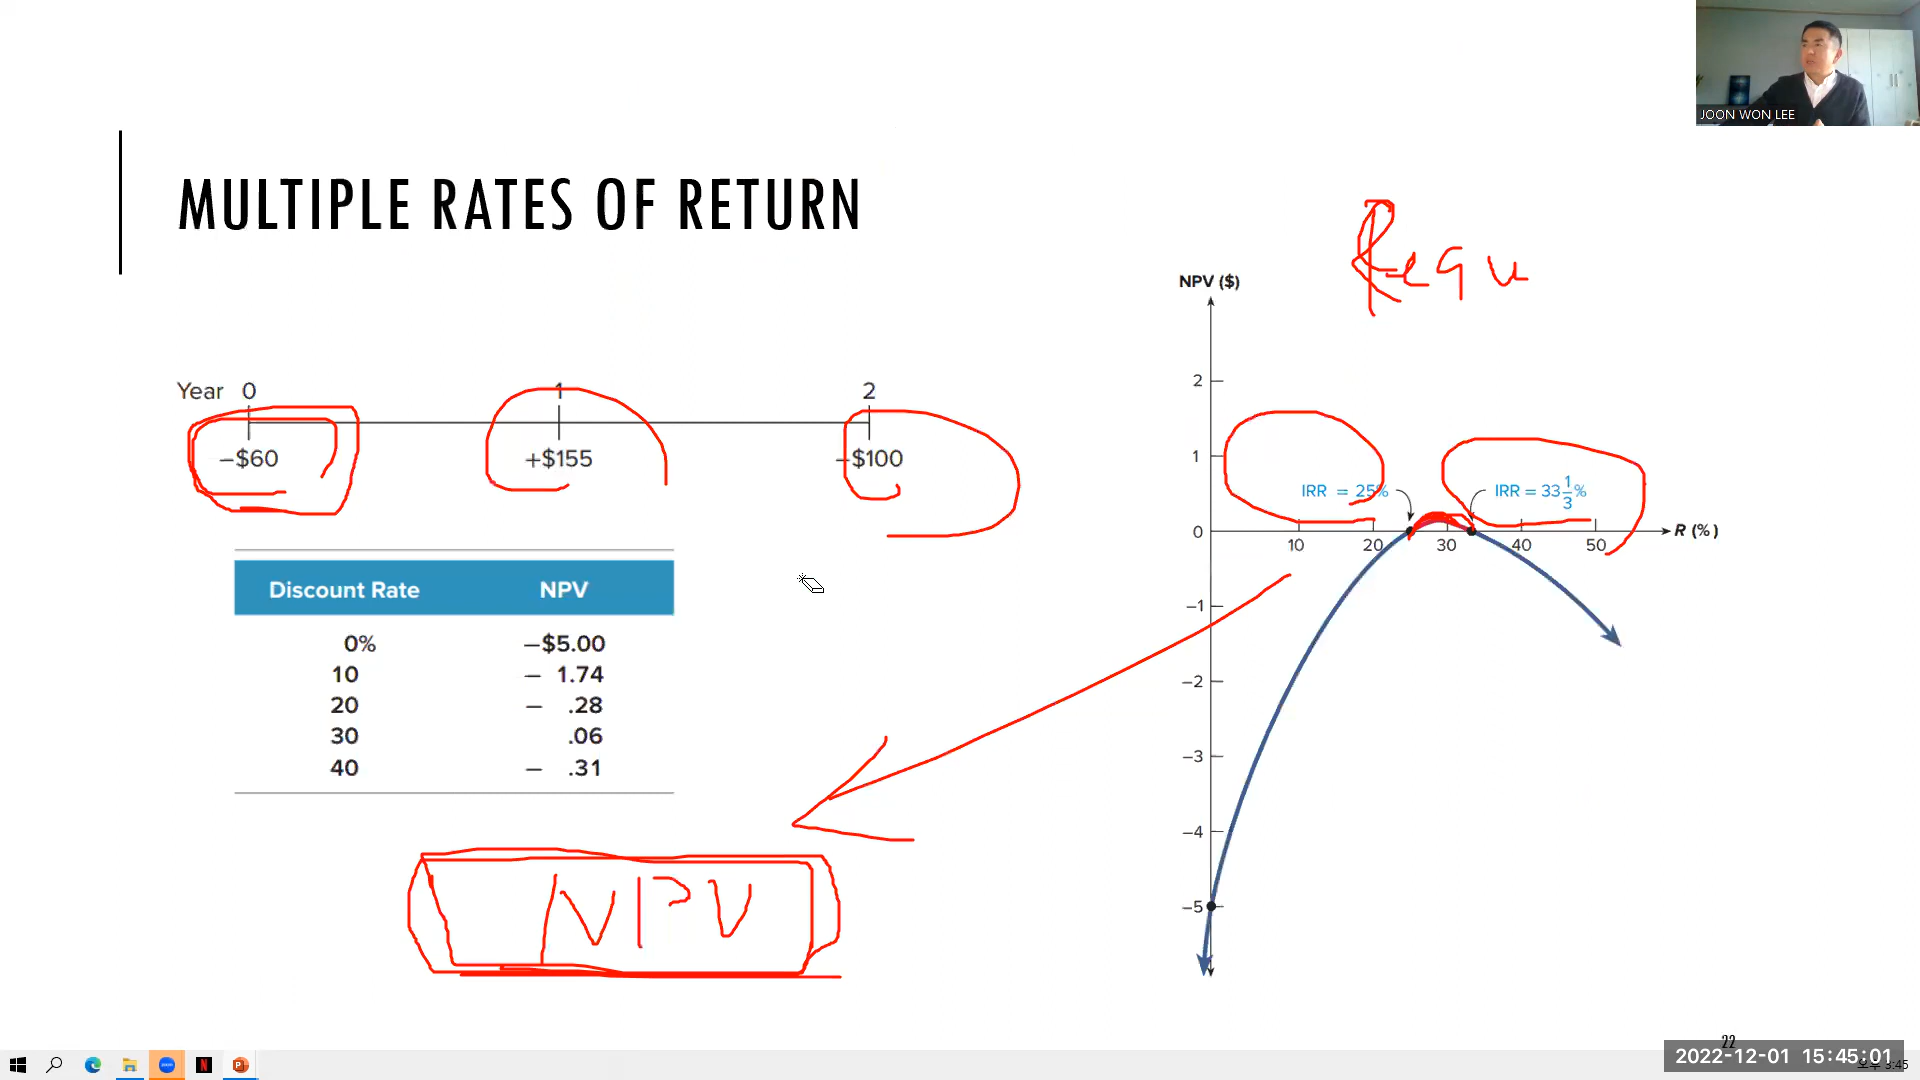 JOON WON LEE
MULTIPLE RATES OF RETURN
Requ
NPV ($)
Year 0 1 2
−$60 +$155 −$100
2
1
0
−1
−2
−3
−4
−5
IRR = 25%
IRR = 33 1/3%
10 20 30 40 50
R (%)
Discount Rate NPV
0% −$5.00
10 − 1.74
20 − .28
30 .06
40 − .31
NPV
22
2022-12-01 15:45:01